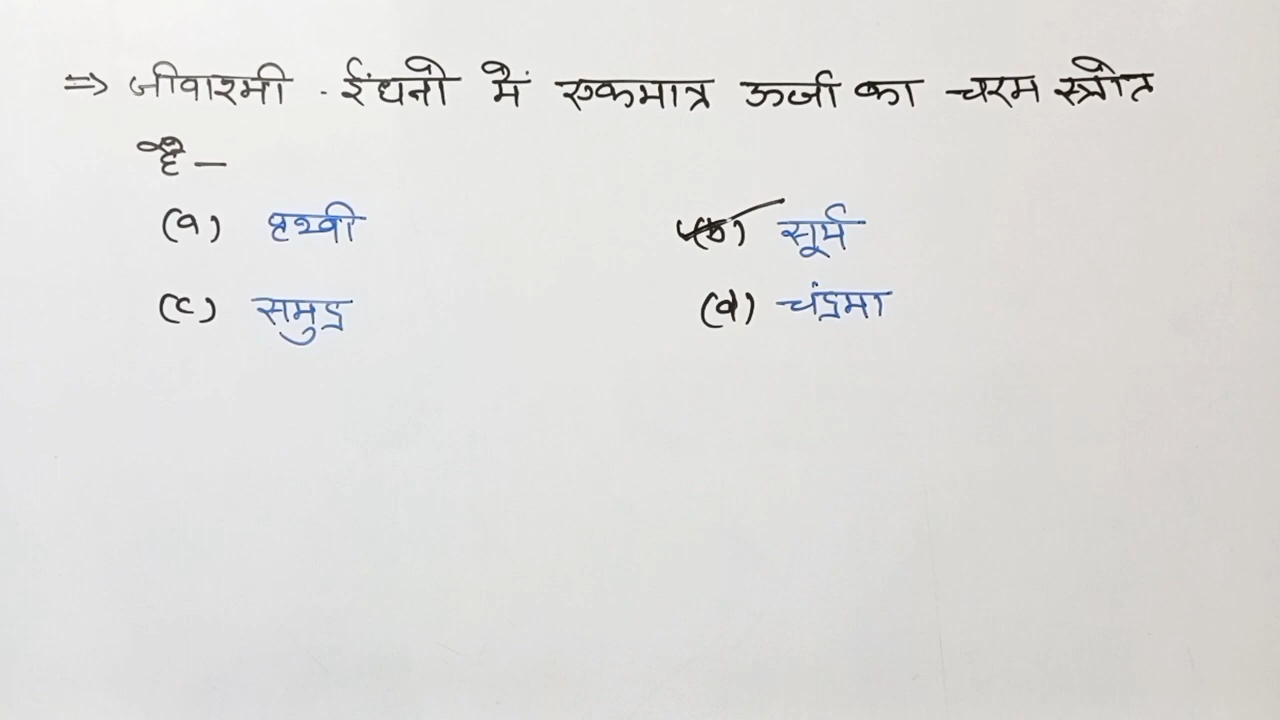 ⇒ जीवाश्मी ईंधनो में एकमात्र ऊर्जा का चरम स्त्रोत
है –
(a) पृथ्वी (b) सूर्य
(c) समुद्र (d) चंद्रमा